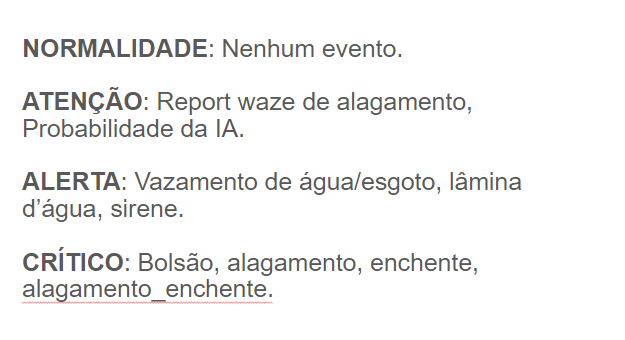 NORMALIDADE: Nenhum evento.
ATENÇÃO: Report waze de alagamento,
Probabilidade da IA.
ALERTA: Vazamento de água/esgoto, lâmina
d’água, sirene.
CRÍTICO: Bolsão, alagamento, enchente,
alagamento_enchente.